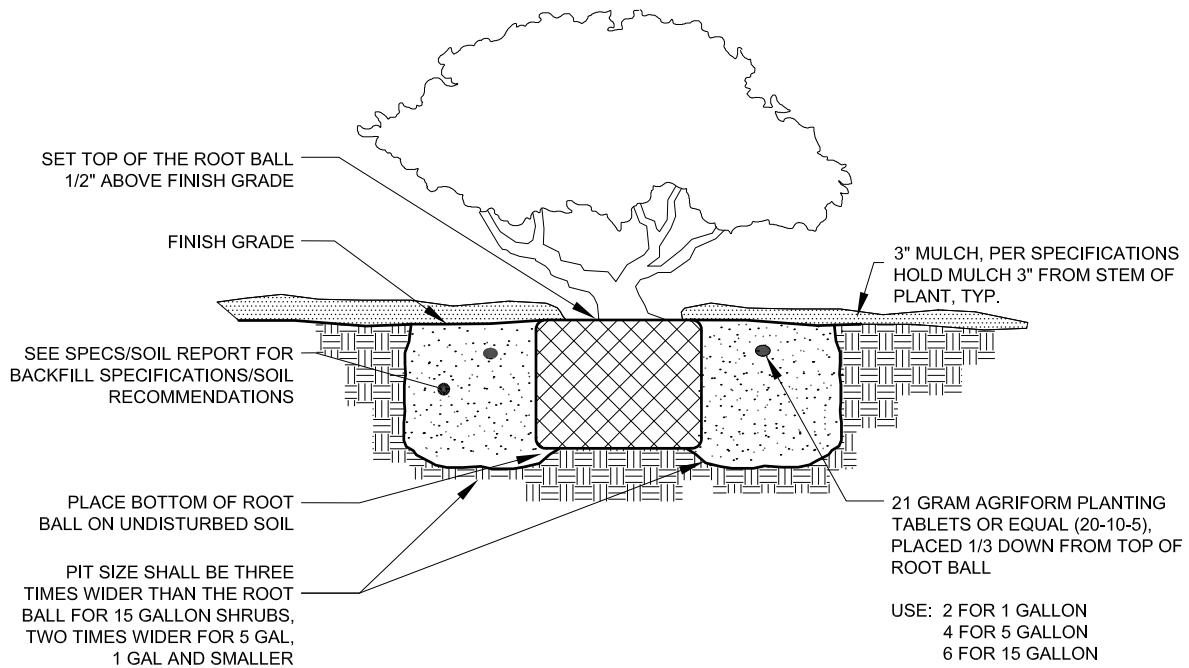 SET TOP OF THE ROOT BALL
1/2" ABOVE FINISH GRADE
FINISH GRADE
SEE SPECS/SOIL REPORT FOR
BACKFILL SPECIFICATIONS/SOIL
RECOMMENDATIONS
PLACE BOTTOM OF ROOT
BALL ON UNDISTURBED SOIL
PIT SIZE SHALL BE THREE
TIMES WIDER THAN THE ROOT
BALL FOR 15 GALLON SHRUBS,
TWO TIMES WIDER FOR 5 GAL,
1 GAL AND SMALLER
3" MULCH, PER SPECIFICATIONS
HOLD MULCH 3" FROM STEM OF
PLANT, TYP.
21 GRAM AGRIFORM PLANTING
TABLETS OR EQUAL (20-10-5),
PLACED 1/3 DOWN FROM TOP OF
ROOT BALL
USE: 2 FOR 1 GALLON
4 FOR 5 GALLON
6 FOR 15 GALLON